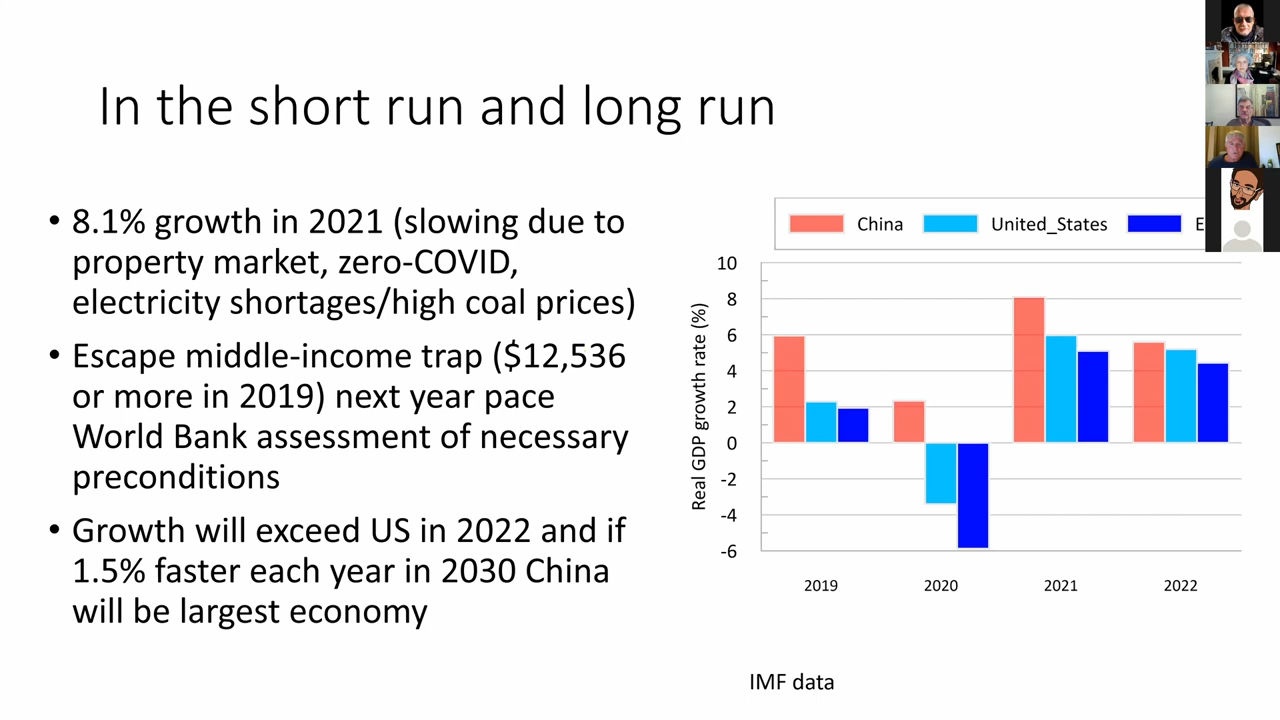 In the short run and long run
• 8.1% growth in 2021 (slowing due to
property market, zero-COVID,
electricity shortages/high coal prices)
• Escape middle-income trap ($12,536
or more in 2019) next year pace
World Bank assessment of necessary
preconditions
• Growth will exceed US in 2022 and if
1.5% faster each year in 2030 China
will be largest economy
China United_States E
Real GDP growth rate (%)
10
8
6
4
2
0
-2
-4
-6
2019 2020 2021 2022
IMF data